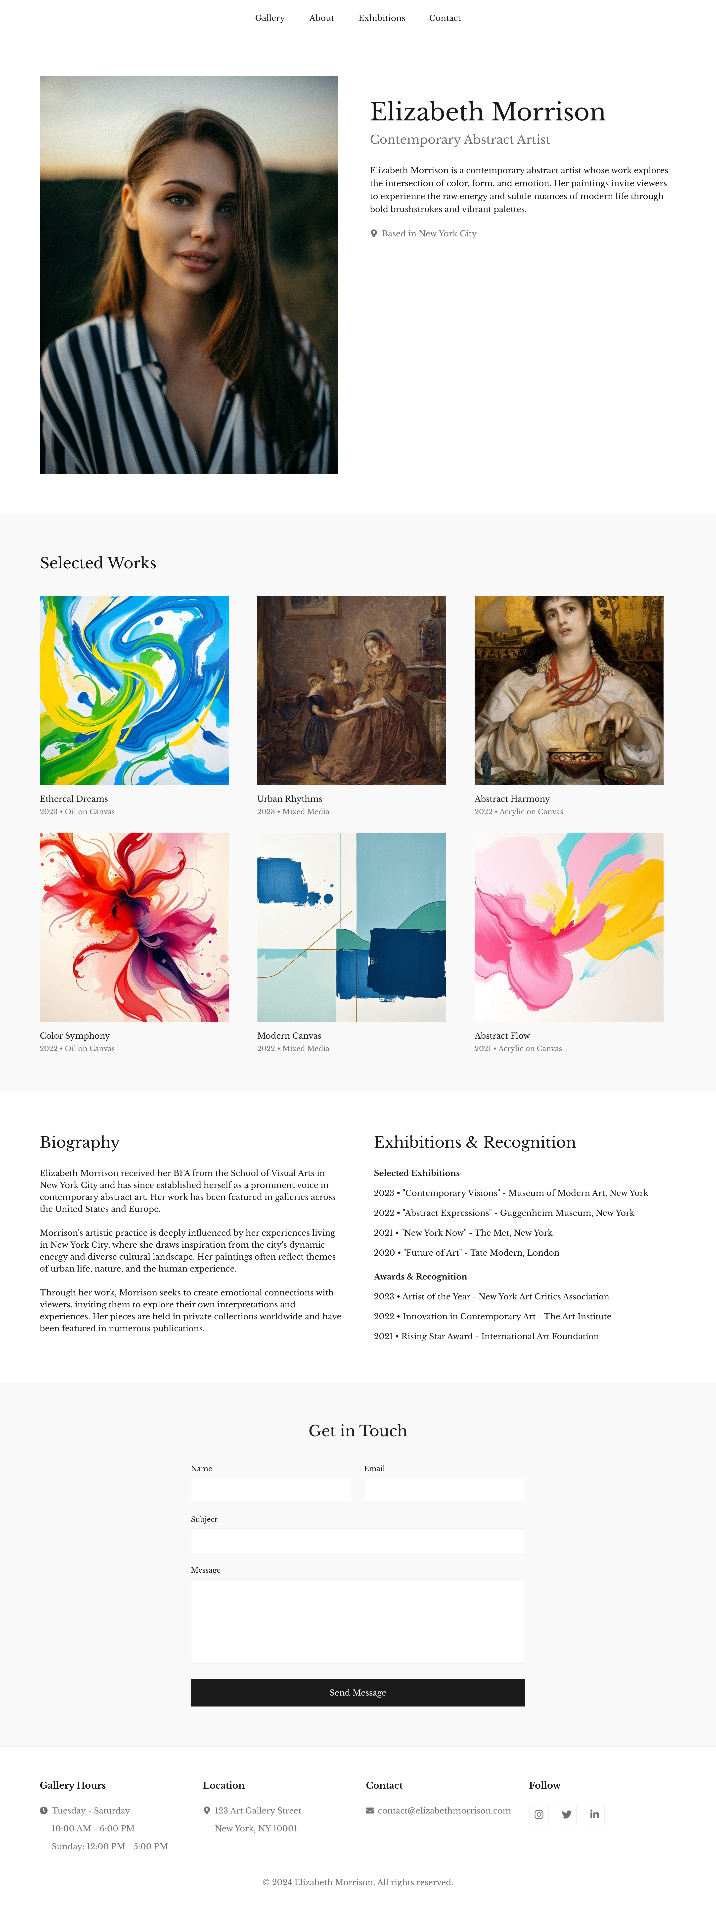 Gallery About Exhibitions Contact
Elizabeth Morrison
Contemporary Abstract Artist
Elizabeth Morrison is a contemporary abstract artist whose work explores
the intersection of color, form, and emotion. Her paintings invite viewers
to experience the raw energy and subtle nuances of modern life through
bold brushstrokes and vibrant palettes.
Based in New York City
Selected Works
Ethereal Dreams
2023 • Oil on Canvas
Urban Rhythms
2023 • Mixed Media
Abstract Harmony
2022 • Acrylic on Canvas
Color Symphony
2022 • Oil on Canvas
Modern Canvas
2022 • Mixed Media
Abstract Flow
2021 • Acrylic on Canvas
Biography
Elizabeth Morrison received her BFA from the School of Visual Arts in
New York City and has since established herself as a prominent voice in
contemporary abstract art. Her work has been featured in galleries across
the United States and Europe.
Morrison's artistic practice is deeply influenced by her experiences living
in New York City, where she draws inspiration from the city's dynamic
energy and diverse cultural landscape. Her paintings often reflect themes
of urban life, nature, and the human experience.
Through her work, Morrison seeks to create emotional connections with
viewers, inviting them to explore their own interpretations and
experiences. Her pieces are held in private collections worldwide and have
been featured in numerous publications.
Exhibitions & Recognition
Selected Exhibitions
2023 • "Contemporary Visions" - Museum of Modern Art, New York
2022 • "Abstract Expressions" - Guggenheim Museum, New York
2021 • "New York Now" - The Met, New York
2020 • "Future of Art" - Tate Modern, London
Awards & Recognition
2023 • Artist of the Year - New York Art Critics Association
2022 • Innovation in Contemporary Art - The Art Institute
2021 • Rising Star Award - International Art Foundation
Get in Touch
Name
Email
Subject
Message
Send Message
Gallery Hours
Tuesday - Saturday
10:00 AM - 6:00 PM
Sunday: 12:00 PM - 5:00 PM
Location
123 Art Gallery Street
New York, NY 10001
Contact
contact@elizabethmorrison.com
Follow
© 2024 Elizabeth Morrison. All rights reserved.